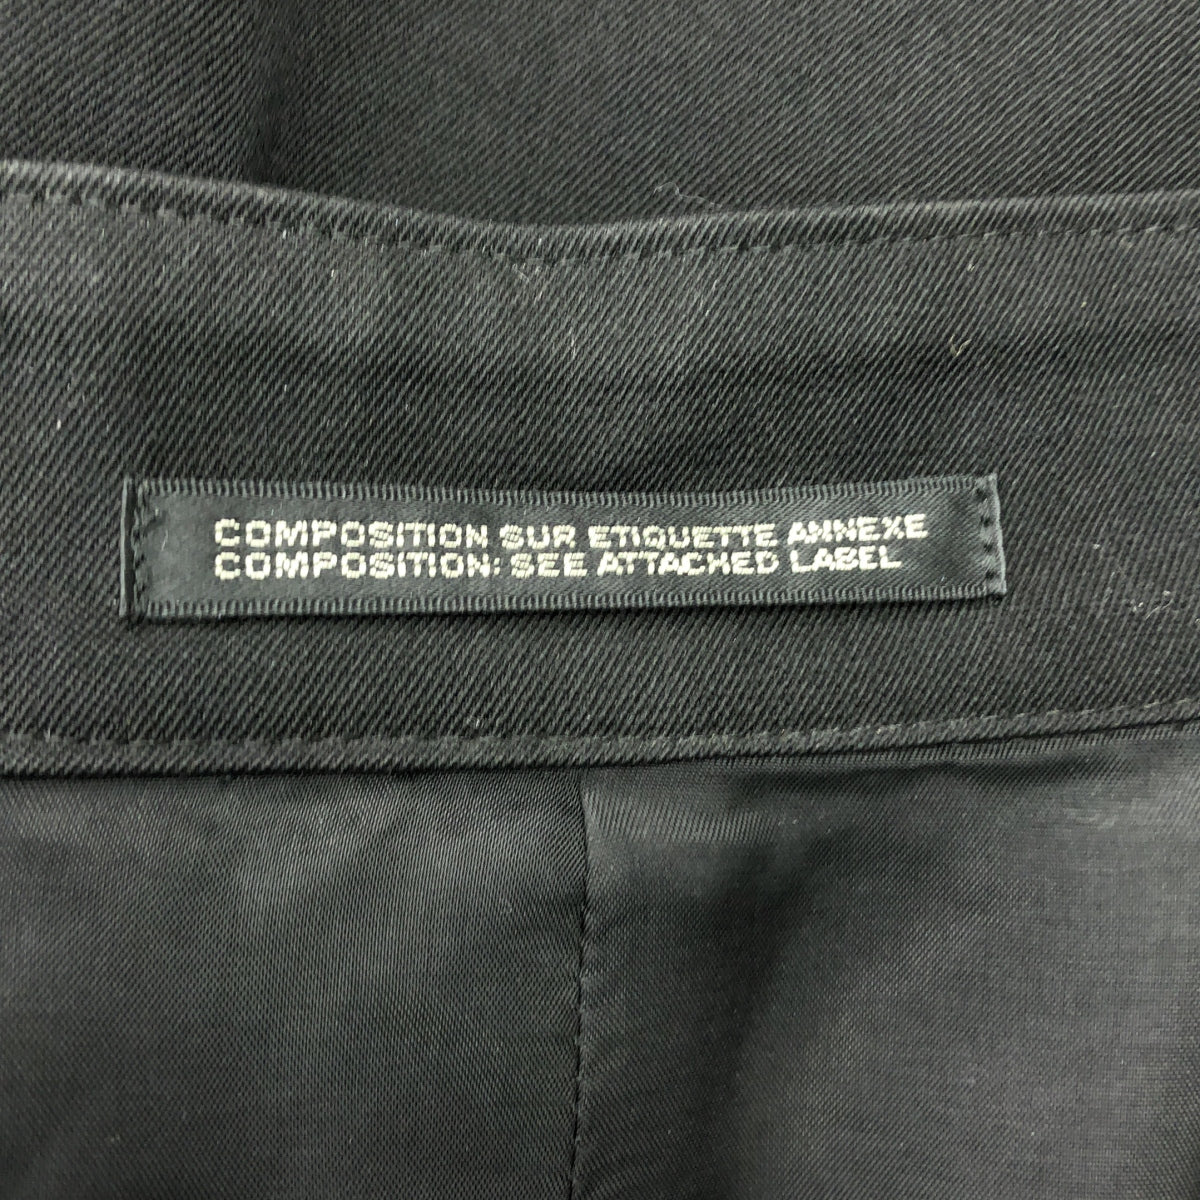 COMPOSITION SUR ETIQUETTE ANNEXE
COMPOSITION: SEE ATTACHED LABEL